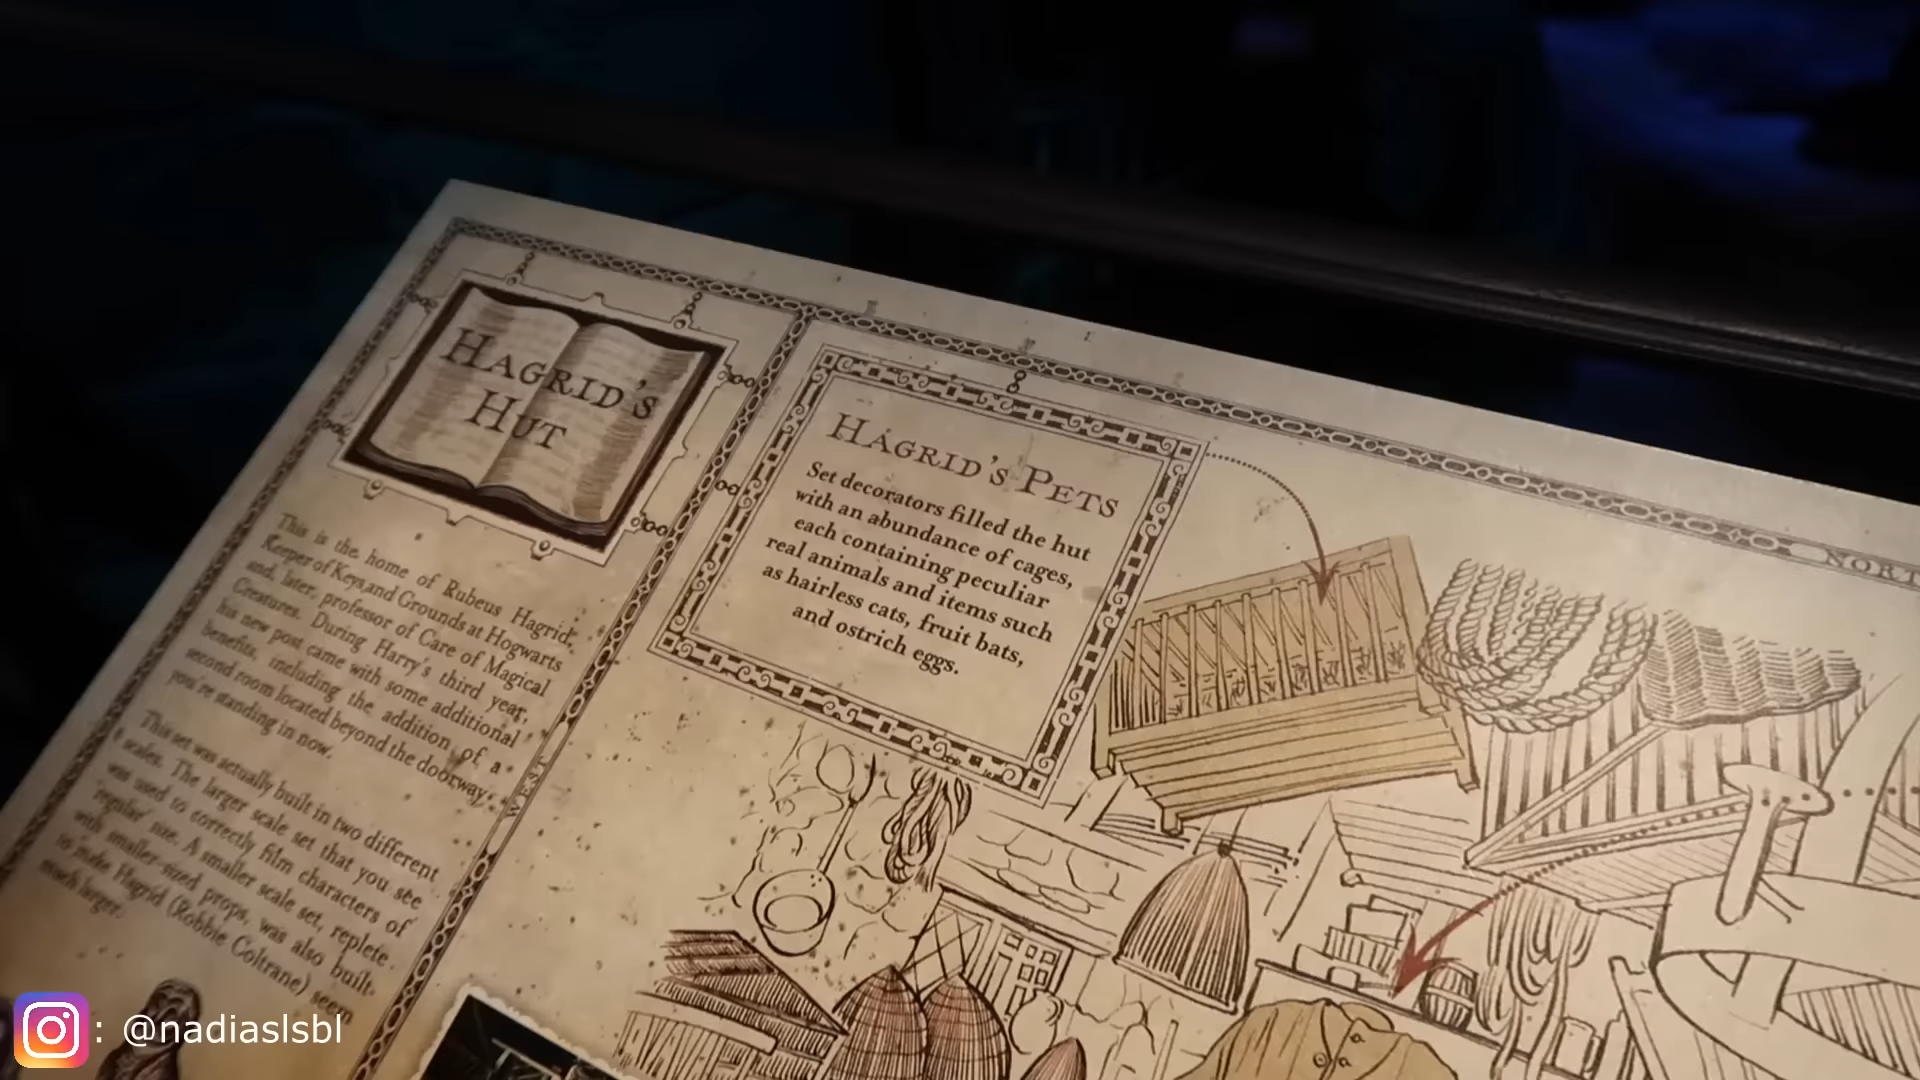 HAGRID'S
HUT
This is the home of Rubeus Hagrid,
Keeper of Keys and Grounds at Hogwarts
and, later, professor of Care of Magical
Creatures. During Harry's third year,
his new post came with some additional
benefits, including the addition of a
second room located beyond the doorway
you're standing in now.
This set was actually built in two different
scales. The larger scale set that you see
was used to correctly film characters of
'regular' size. A smaller scale set, replete
with smaller-sized props, was also built
to make Hagrid (Robbie Coltrane) seem
much larger.
HAGRID'S PETS
Set decorators filled the hut
with an abundance of cages,
each containing peculiar
real animals and items such
as hairless cats, fruit bats,
and ostrich eggs.
WEST
NORT
: @nadiaslsbl